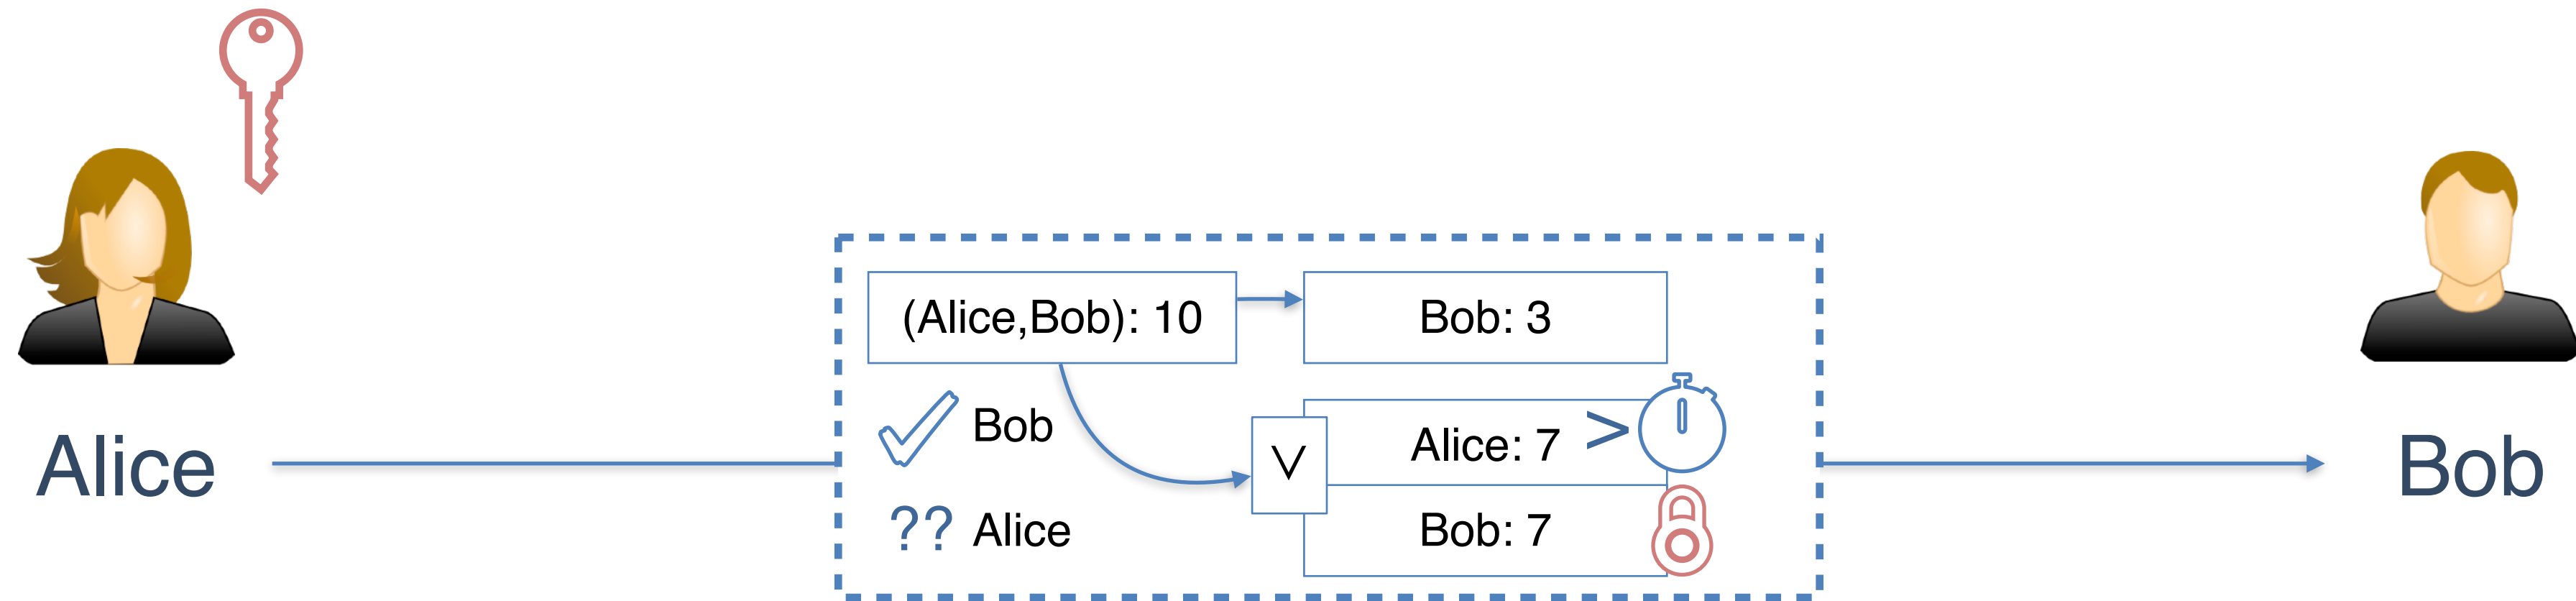 (Alice,Bob): 10
Bob: 3
Bob
Alice: 7 >
∨
Alice
Bob
?? Alice
Bob: 7